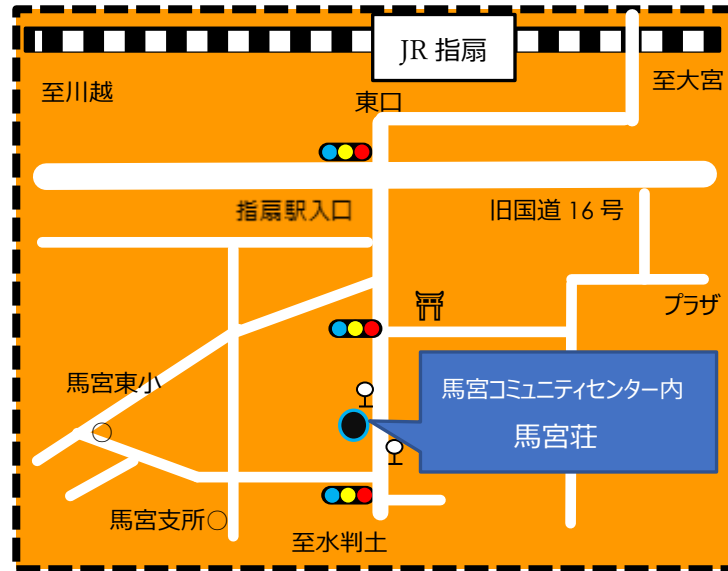 JR 指扇
至川越
至大宮
東口
指扇駅入口
旧国道 16 号
プラザ
馬宮東小
馬宮コミュニティセンター内
馬宮荘
馬宮支所○
至水判土